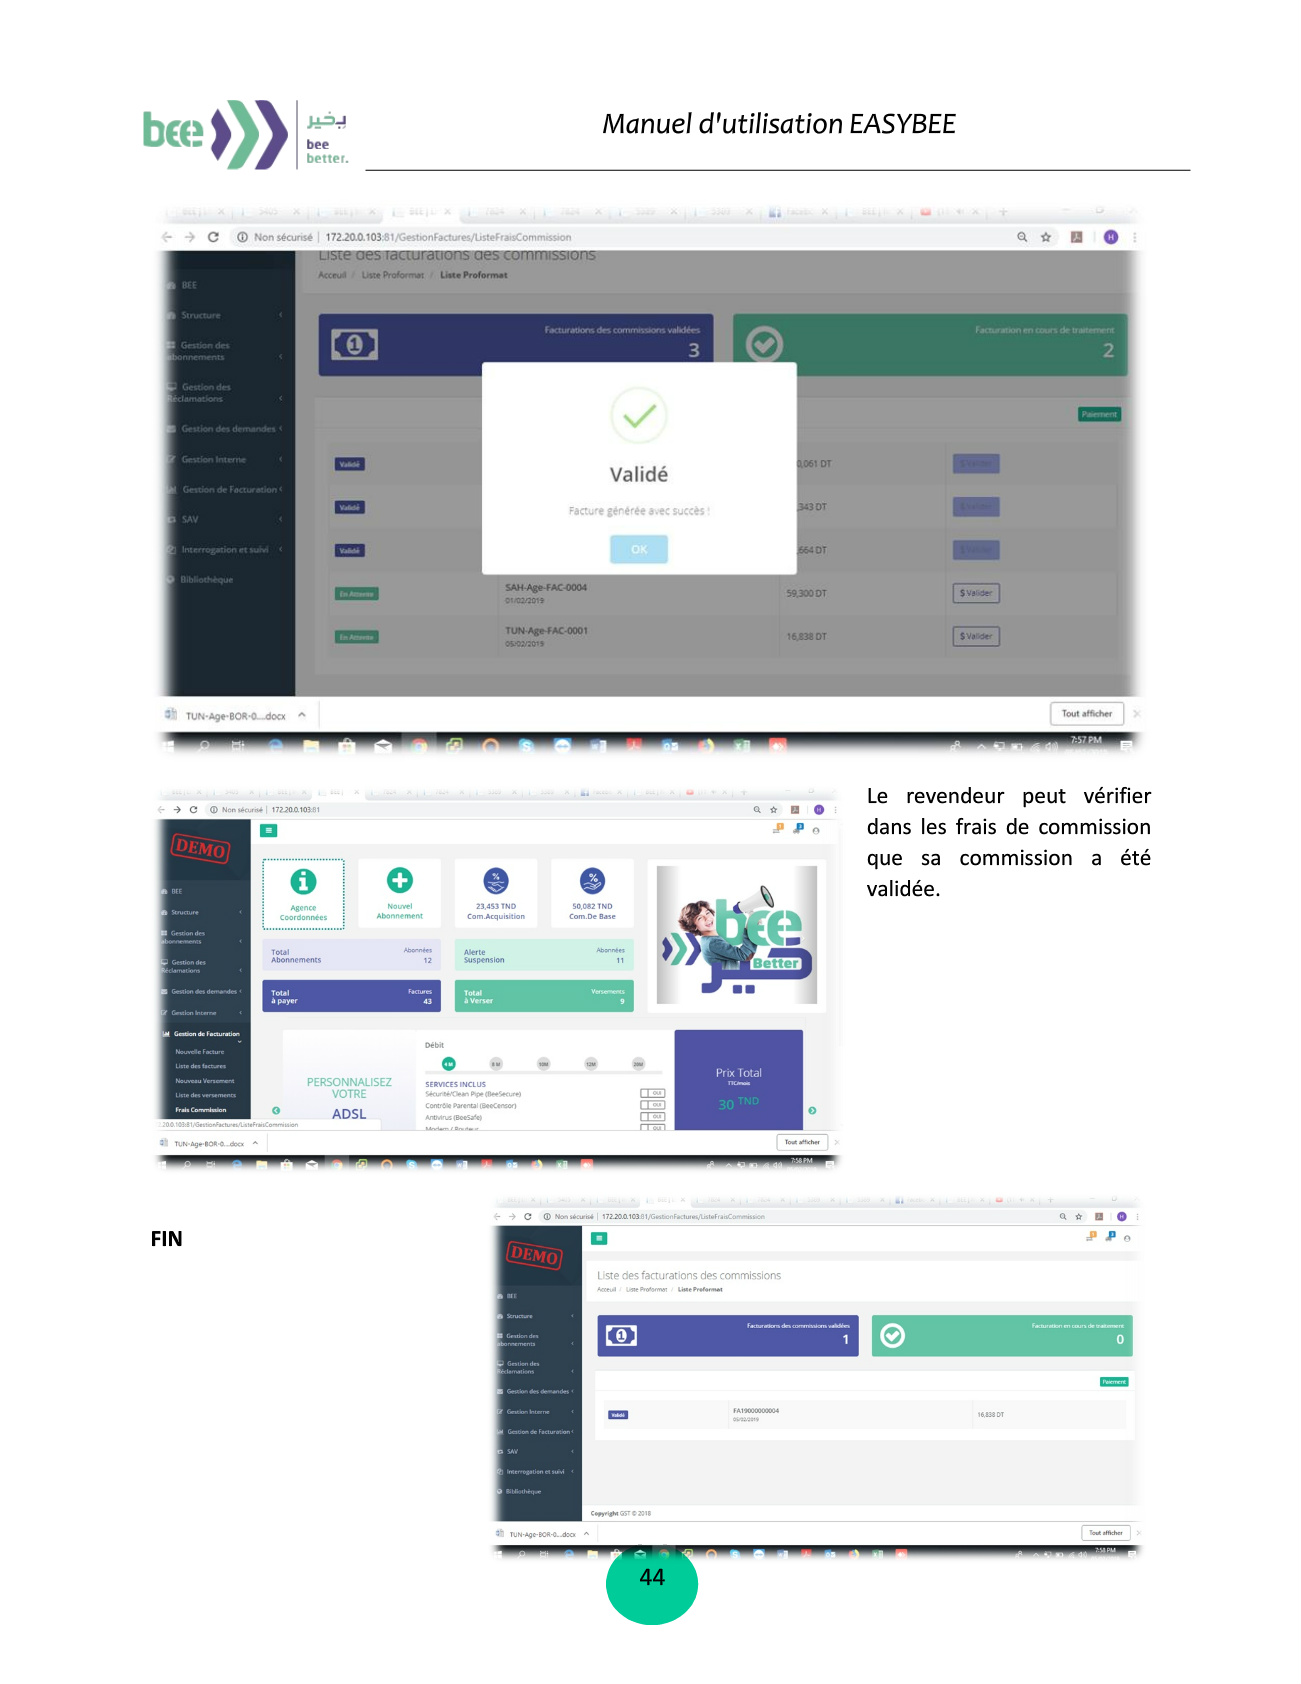 bee
بخير
bee
better.
Manuel d'utilisation EASYBEE
Non sécurisé | 172.20.0.103:81/GestionFactures/ListeFraisCommission
Liste des facturations des commissions
Acceuil / Liste Proformat / Liste Proformat
BEE
Structure
Gestion des
abonnements
Gestion des
Réclamations
Gestion des demandes
Gestion Interne
Gestion de Facturation
SAV
Interrogation et suivi
Bibliothèque
Facturations des commissions validées
3
Facturation en cours de traitement
2
Paiement
Validé
0,061 DT
$ Valider
Validé
,343 DT
$ Valider
Validé
,664 DT
$ Valider
Validé
Facture générée avec succès !
OK
En Attente
SAH-Age-FAC-0004
01/02/2019
59,300 DT
$ Valider
En Attente
TUN-Age-FAC-0001
05/02/2019
16,838 DT
$ Valider
TUN-Age-BOR-0....docx
Tout afficher
7:57 PM
Le revendeur peut vérifier
dans les frais de commission
que sa commission a été
validée.
Non sécurisé | 172.20.0.103:81
DEMO
BEE
Structure
Gestion des
abonnements
Gestion des
Réclamations
Gestion des demandes
Gestion Interne
Gestion de Facturation
Nouvelle Facture
Liste des factures
Nouveau Versement
Liste des versements
Frais Commission
Agence
Coordonnées
Nouvel
Abonnement
23,453 TND
Com.Acquisition
50,082 TND
Com.De Base
Total
Abonnements
Abonnées
12
Alerte
Suspension
Abonnées
11
Total
à payer
Factures
43
Total
à Verser
Versements
9
bee
Better
PERSONNALISEZ
VOTRE
ADSL
Débit
4 M 8 M 10M 12M 20M
SERVICES INCLUS
Sécurité/Clean Pipe (BeeSecure) OUI
Contrôle Parental (BeeCensor) OUI
Antivirus (BeeSafe) OUI
Modem / Routeur OUI
Prix Total
TTC/mois
30 TND
172.20.0.103:81/GestionFactures/ListeFraisCommission
TUN-Age-BOR-0....docx
Tout afficher
7:58 PM
FIN
Non sécurisé | 172.20.0.103:81/GestionFactures/ListeFraisCommission
DEMO
BEE
Structure
Gestion des
abonnements
Gestion des
Réclamations
Gestion des demandes
Gestion Interne
Gestion de Facturation
SAV
Interrogation et suivi
Bibliothèque
Liste des facturations des commissions
Acceuil / Liste Proformat / Liste Proformat
Facturations des commissions validées
1
Facturation en cours de traitement
0
Paiement
Validé
FA19000000004
05/02/2019
16,838 DT
Copyright GST © 2018
TUN-Age-BOR-0....docx
Tout afficher
7:58 PM
44